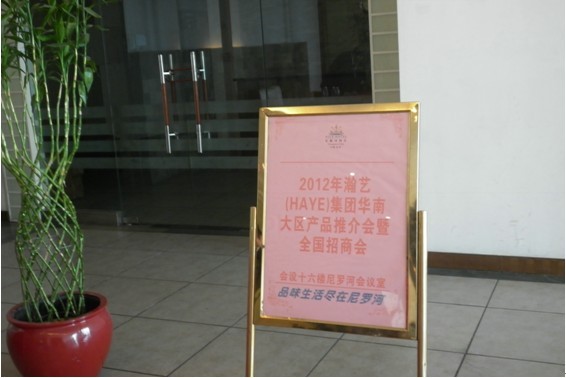 2012年瀚艺
(HAYE)集团华南
大区产品推介会暨
全国招商会
会设十六楼尼罗河会议室
品味生活尽在尼罗河